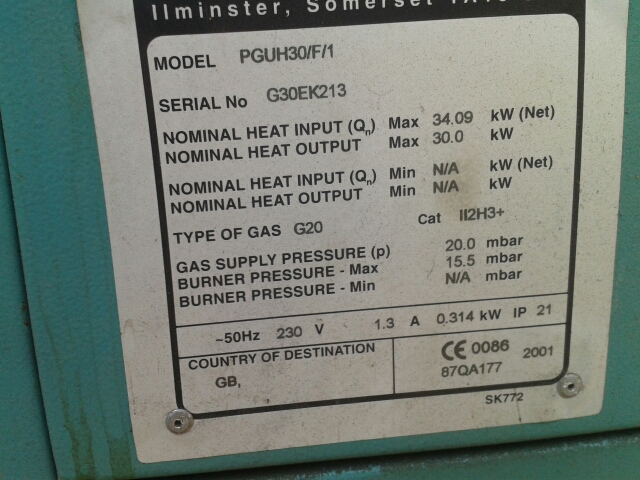 Ilminster, Somerset
MODEL PGUH30/F/1
SERIAL No G30EK213
NOMINAL HEAT INPUT (Qn) Max 34.09 kW (Net)
NOMINAL HEAT OUTPUT Max 30.0 kW
NOMINAL HEAT INPUT (Qn) Min N/A kW (Net)
NOMINAL HEAT OUTPUT Min N/A kW
TYPE OF GAS G20 Cat II2H3+
GAS SUPPLY PRESSURE (p) 20.0 mbar
BURNER PRESSURE - Max 15.5 mbar
BURNER PRESSURE - Min N/A mbar
~50Hz 230 V 1.3 A 0.314 kW IP 21
COUNTRY OF DESTINATION
GB,
CE 0086 2001
87QA177
SK772